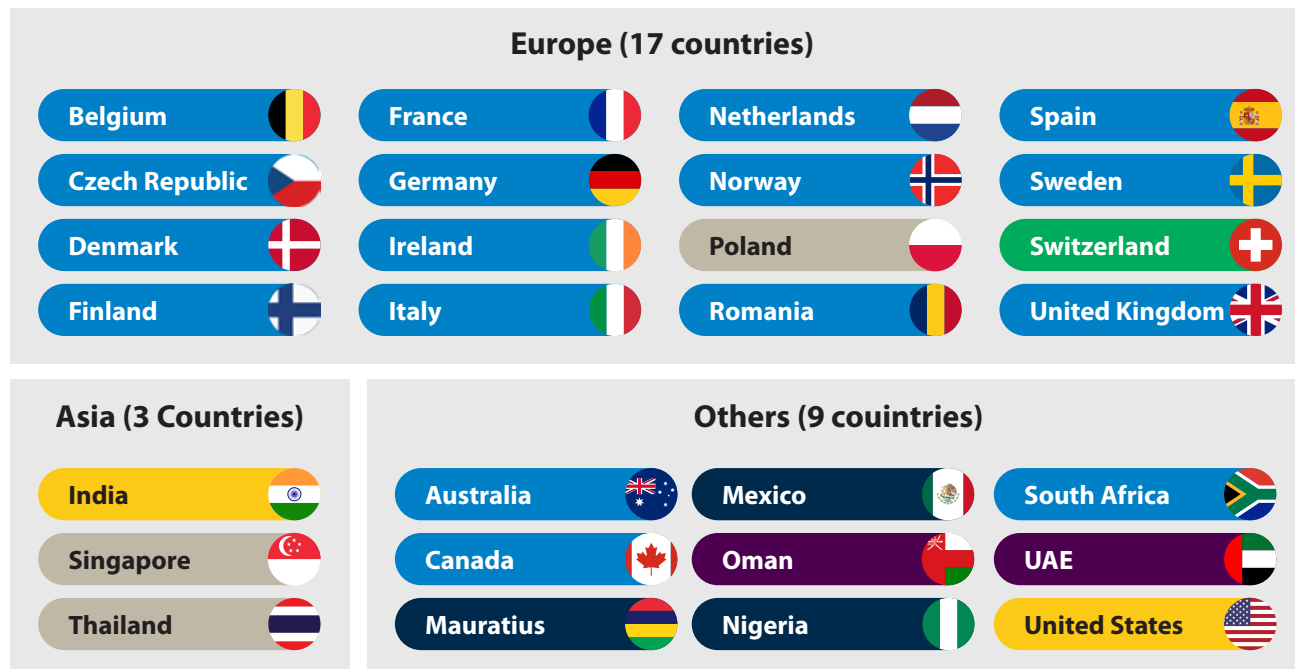 Europe (17 countries)
Belgium
France
Netherlands
Spain
Czech Republic
Germany
Norway
Sweden
Denmark
Ireland
Poland
Switzerland
Finland
Italy
Romania
United Kingdom
Asia (3 Countries)
India
Singapore
Thailand
Others (9 couintries)
Australia
Mexico
South Africa
Canada
Oman
UAE
Mauratius
Nigeria
United States